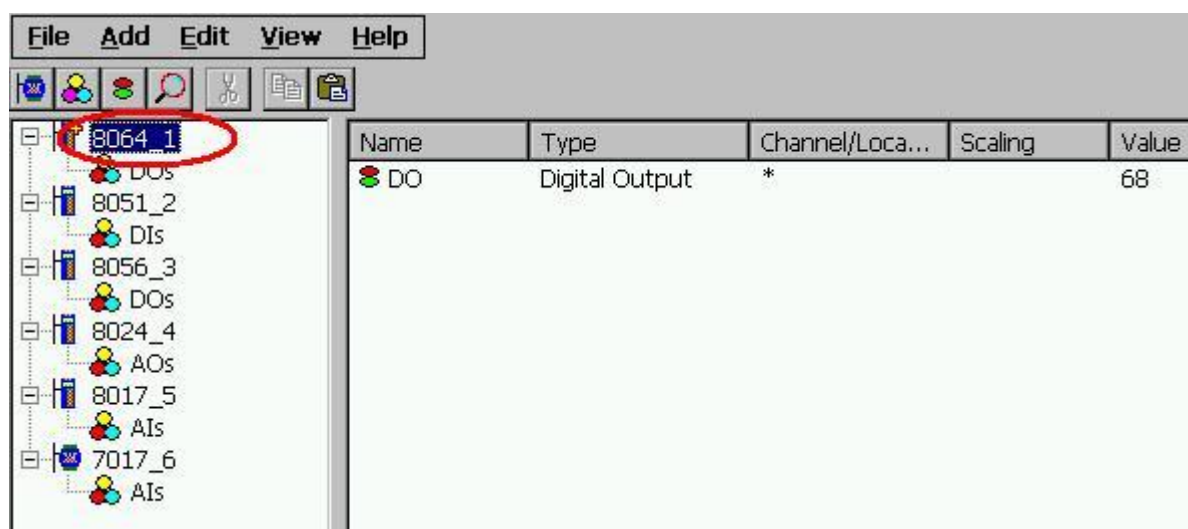 File Add Edit View Help
8064_1
DOs
8051_2
DIs
8056_3
DOs
8024_4
AOs
8017_5
AIs
7017_6
AIs
Name Type Channel/Loca... Scaling Value
DO Digital Output * 68